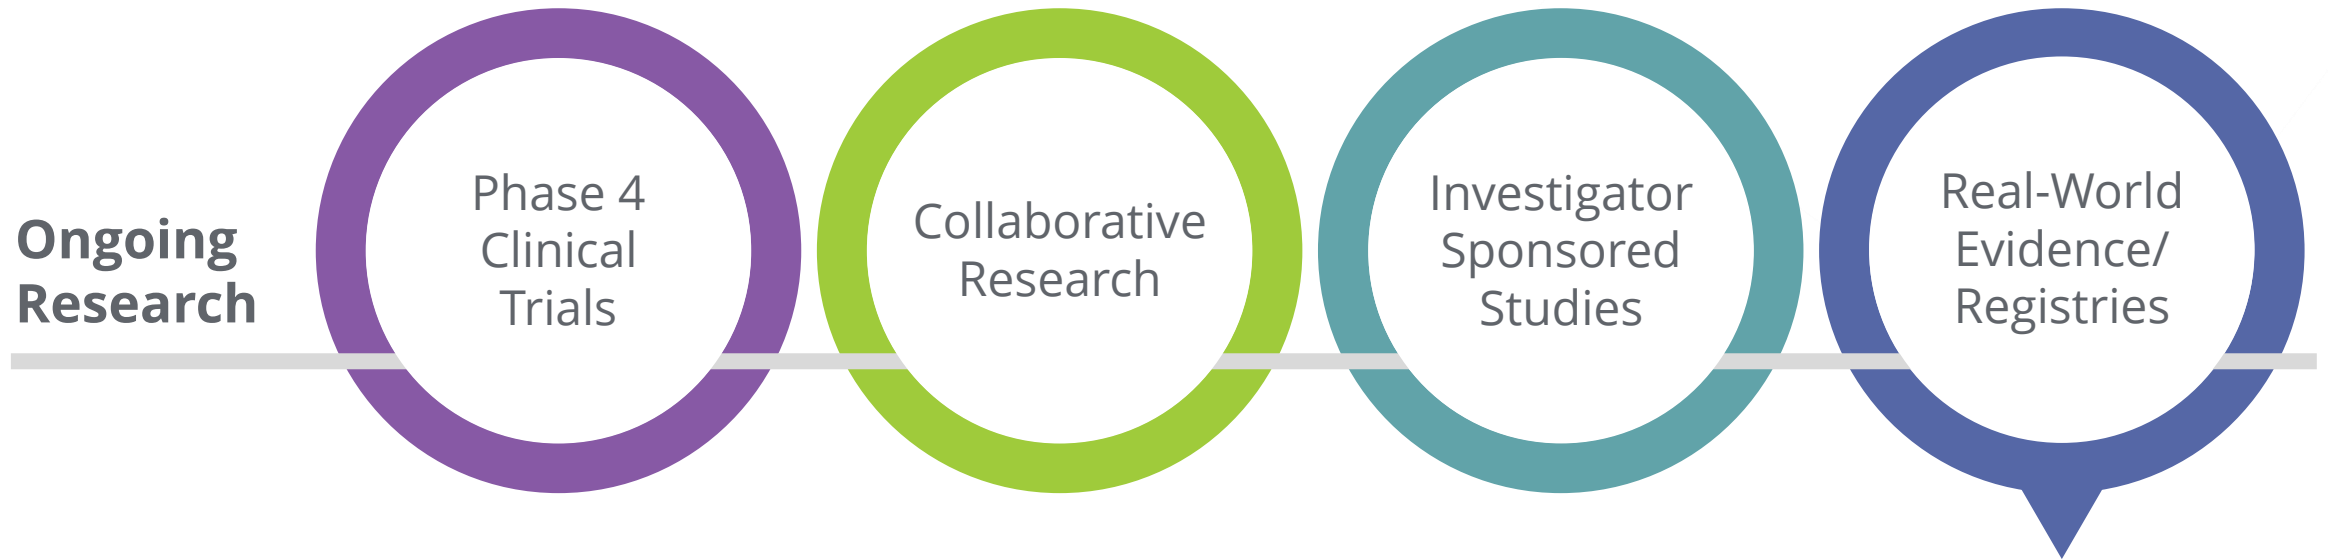 Ongoing
Research
Phase 4
Clinical
Trials
Collaborative
Research
Investigator
Sponsored
Studies
Real-World
Evidence/
Registries